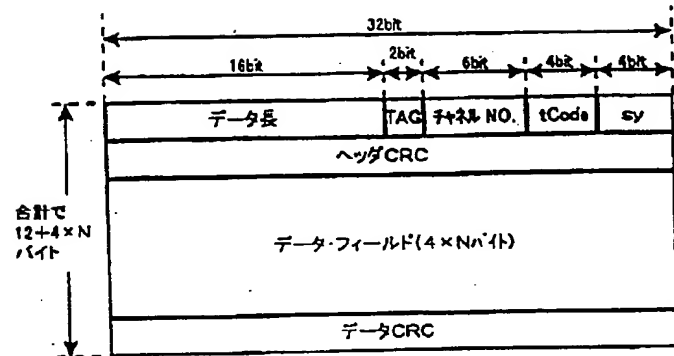 32bit
16bit 2bit 6bit 4bit 4bit
データ長 TAG チャネル NO. tCode sy
ヘッダCRC
合計で
12+4×N
バイト
データ・フィールド(4×Nバイト)
データCRC